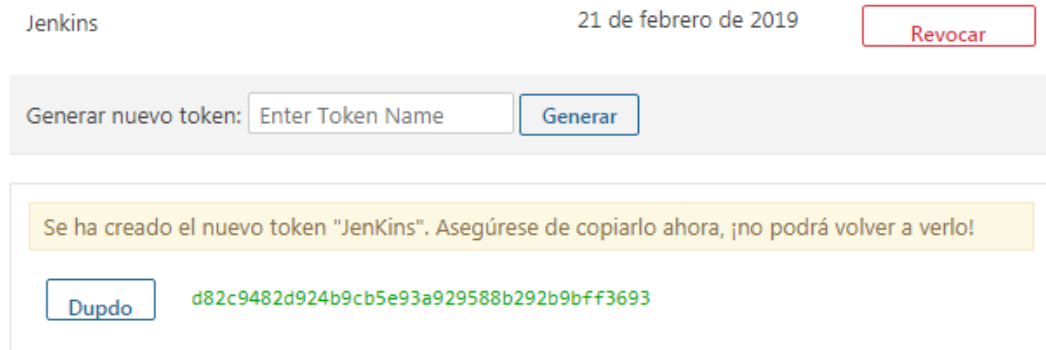 Jenkins 21 de febrero de 2019 Revocar
Generar nuevo token: Enter Token Name Generar
Se ha creado el nuevo token "JenKins". Asegúrese de copiarlo ahora, ¡no podrá volver a verlo!
Dupdo d82c9482d924b9cb5e93a929588b292b9bff3693